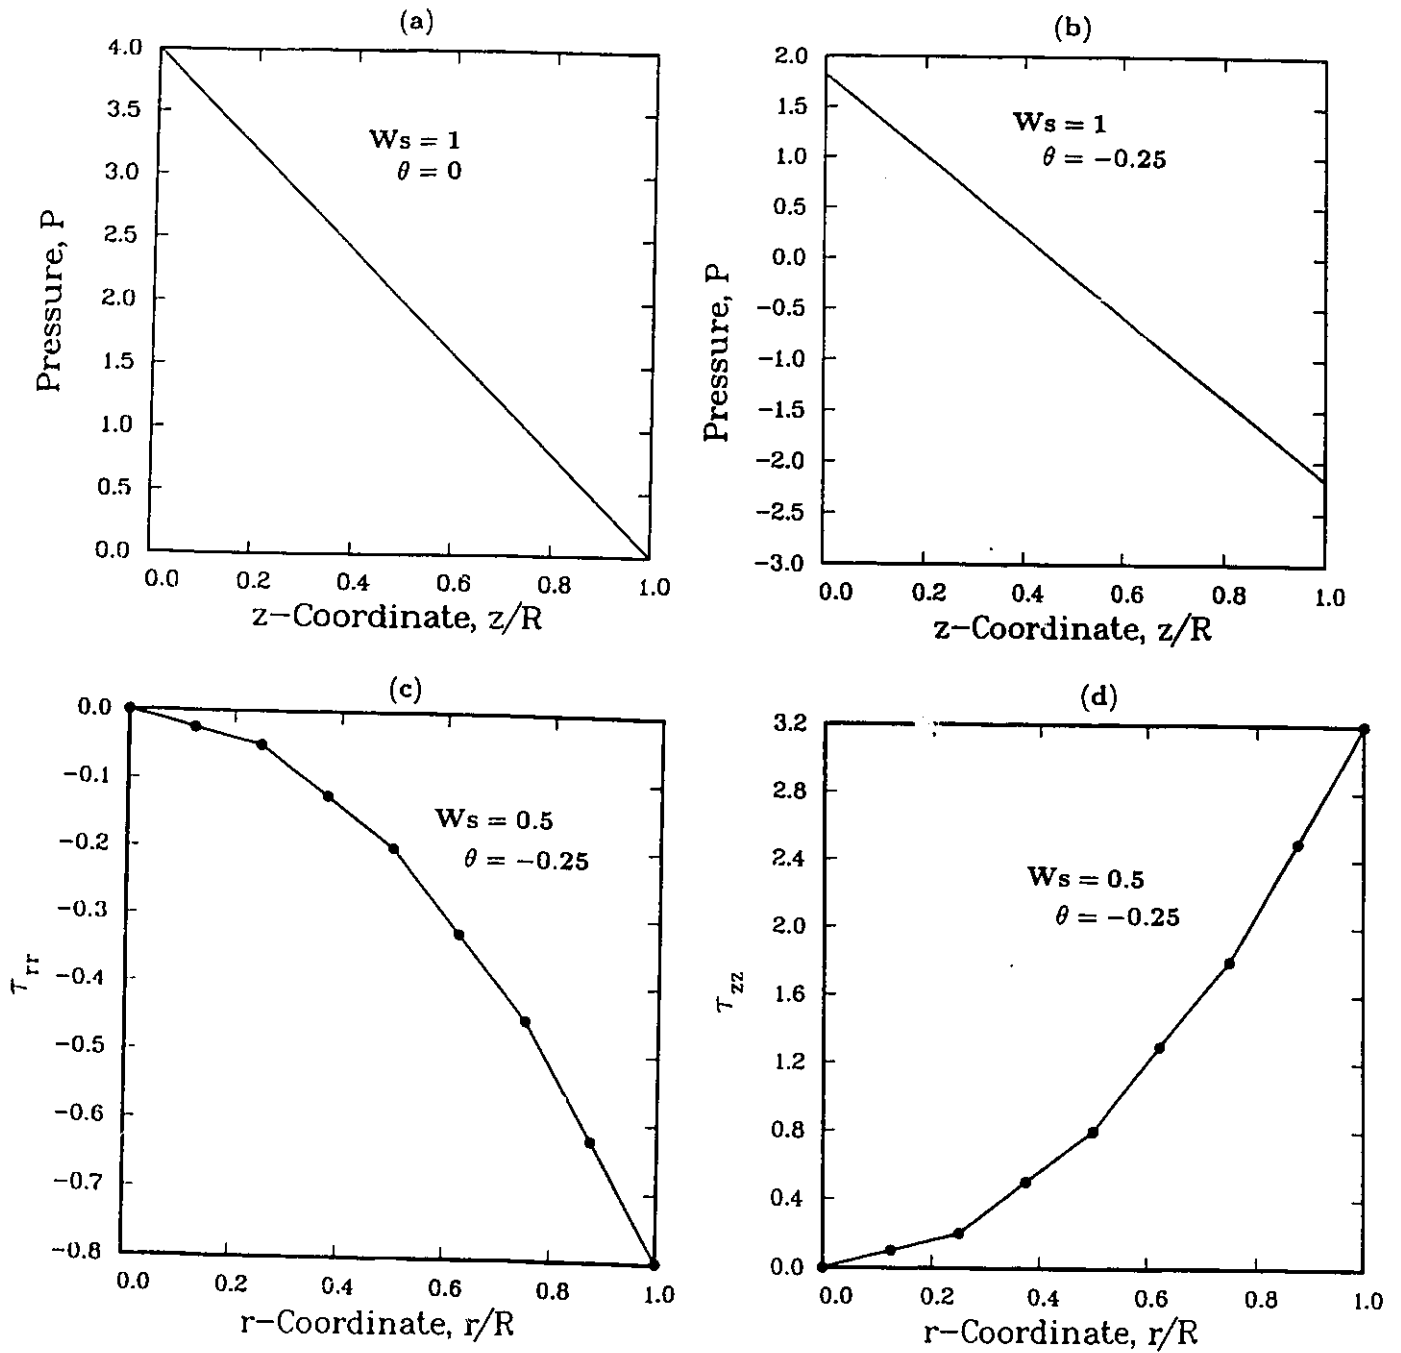 (a)
4.0
3.5
3.0
2.5
2.0
1.5
1.0
0.5
0.0
Pressure, P
Ws = 1
θ = 0
0.0 0.2 0.4 0.6 0.8 1.0
z-Coordinate, z/R
(b)
2.0
1.5
1.0
0.5
0.0
-0.5
-1.0
-1.5
-2.0
-2.5
-3.0
Pressure, P
Ws = 1
θ = -0.25
0.0 0.2 0.4 0.6 0.8 1.0
z-Coordinate, z/R
(c)
0.0
-0.1
-0.2
-0.3
-0.4
-0.5
-0.6
-0.7
-0.8
τrr
Ws = 0.5
θ = -0.25
0.0 0.2 0.4 0.6 0.8 1.0
r-Coordinate, r/R
(d)
3.2
2.8
2.4
2.0
1.6
1.2
0.8
0.4
0.0
τzz
Ws = 0.5
θ = -0.25
0.0 0.2 0.4 0.6 0.8 1.0
r-Coordinate, r/R